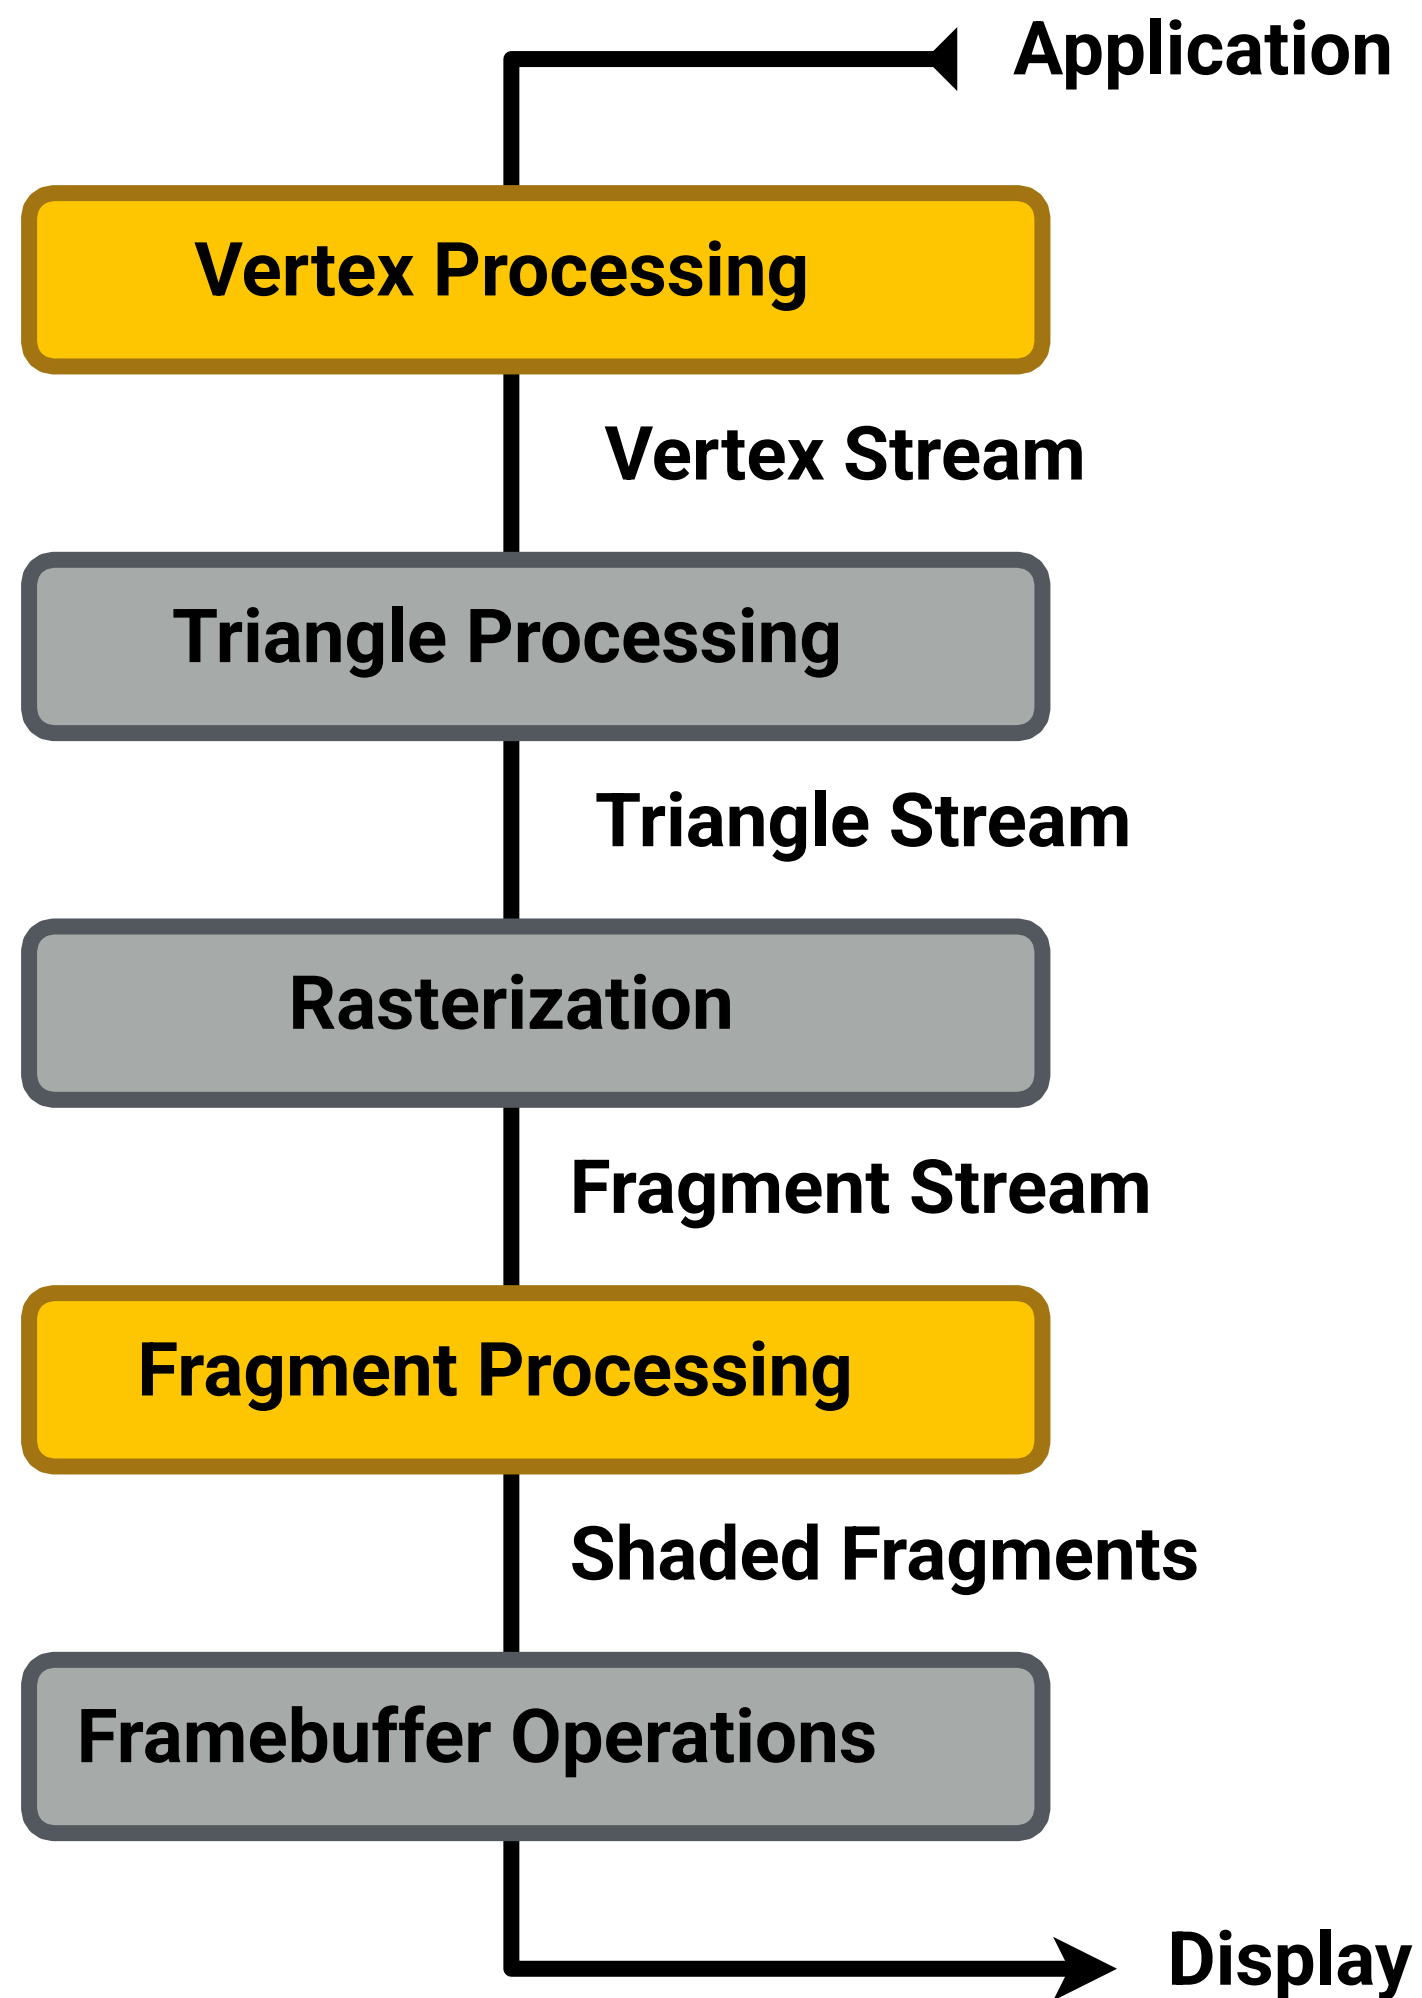 Application
Vertex Processing
Vertex Stream
Triangle Processing
Triangle Stream
Rasterization
Fragment Stream
Fragment Processing
Shaded Fragments
Framebuffer Operations
Display